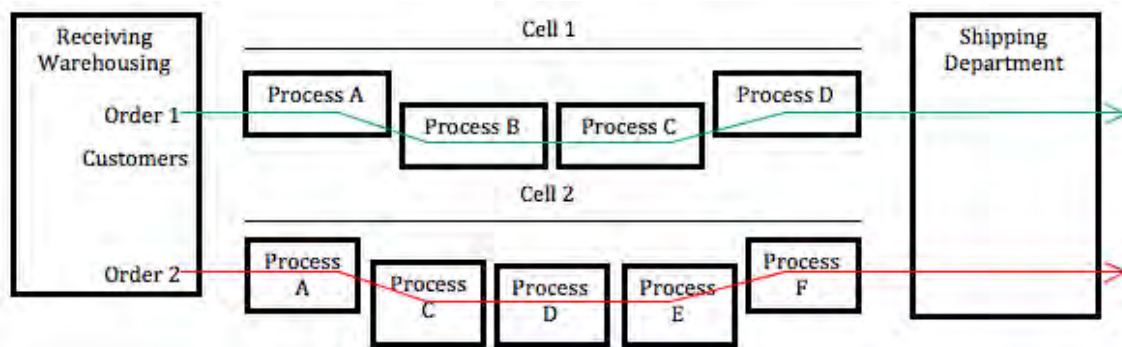 Receiving
Warehousing
Order 1
Customers
Order 2
Cell 1
Process A
Process B
Process C
Process D
Cell 2
Process
A
Process
C
Process
D
Process
E
Process
F
Shipping
Department